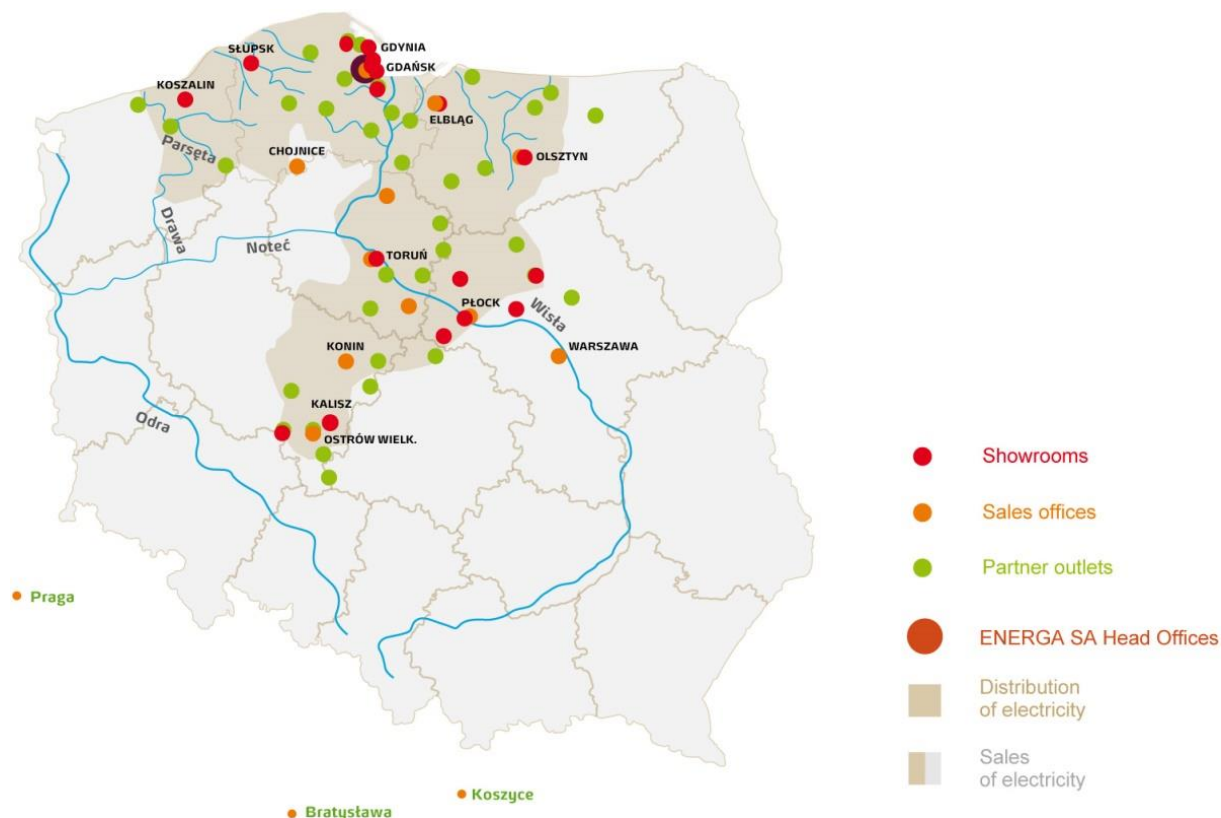 GDYNIA
SŁUPSK
GDAŃSK
KOSZALIN
ELBLĄG
Parsęta
CHOJNICE
OLSZTYN
Drawa
Noteć
TORUŃ
PŁOCK
Wisła
KONIN
WARSZAWA
KALISZ
Odra
OSTRÓW WIELK.
Showrooms
Sales offices
Partner outlets
Praga
ENERGA SA Head Offices
Distribution
of electricity
Sales
of electricity
Koszyce
Bratysława